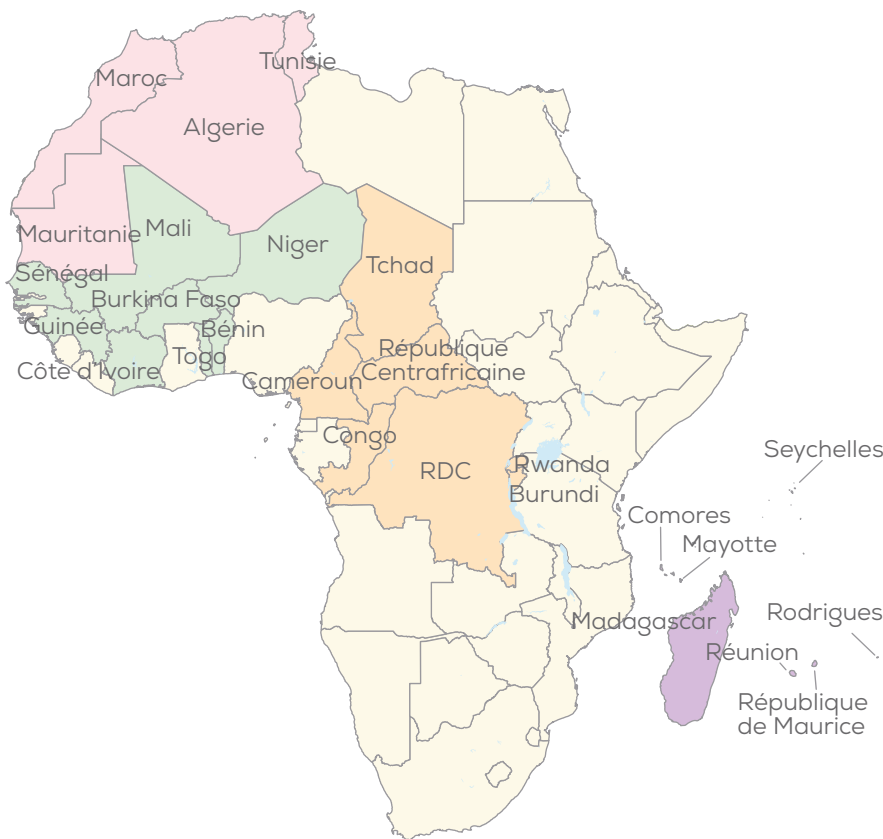 Tunisie
Maroc
Algerie
Mauritanie
Mali
Niger
Tchad
Sénégal
Burkina Faso
Guinée
Bénin
Togo
Côte d'Ivoire
République
Centrafricaine
Cameroun
Congo
RDC
Rwanda
Burundi
Seychelles
Comores
Mayotte
Madagascar
Rodrigues
Réunion
République
de Maurice